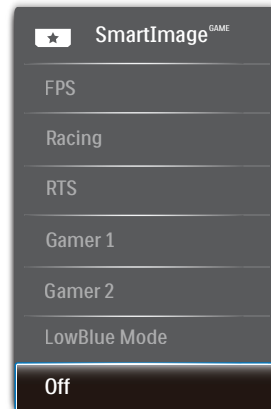 SmartImage GAME
FPS
Racing
RTS
Gamer 1
Gamer 2
LowBlue Mode
Off